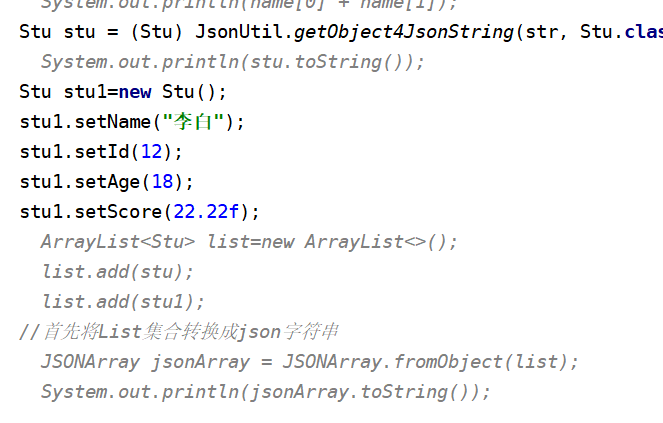 System.out.println(name[0] + name[1]);
Stu stu = (Stu) JsonUtil.getObject4JsonString(str, Stu.clas
System.out.println(stu.toString());
Stu stu1=new Stu();
stu1.setName("李白");
stu1.setId(12);
stu1.setAge(18);
stu1.setScore(22.22f);
ArrayList<Stu> list=new ArrayList<>();
list.add(stu);
list.add(stu1);
//首先将List集合转换成json字符串
JSONArray jsonArray = JSONArray.fromObject(list);
System.out.println(jsonArray.toString());